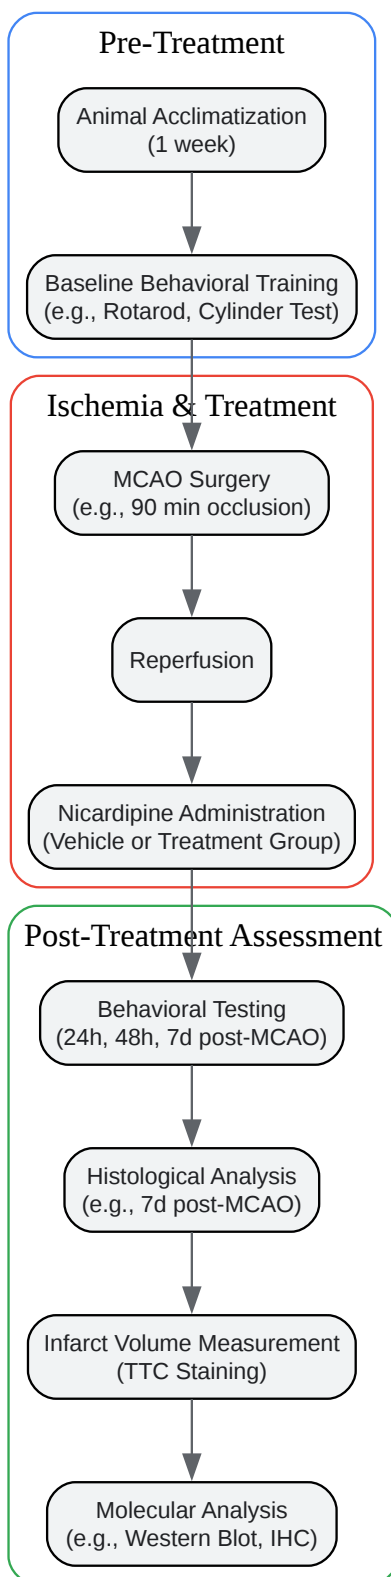 Pre-Treatment
Animal Acclimatization
(1 week)
Baseline Behavioral Training
(e.g., Rotarod, Cylinder Test)
Ischemia & Treatment
MCAO Surgery
(e.g., 90 min occlusion)
Reperfusion
Nicardipine Administration
(Vehicle or Treatment Group)
Post-Treatment Assessment
Behavioral Testing
(24h, 48h, 7d post-MCAO)
Histological Analysis
(e.g., 7d post-MCAO)
Infarct Volume Measurement
(TTC Staining)
Molecular Analysis
(e.g., Western Blot, IHC)